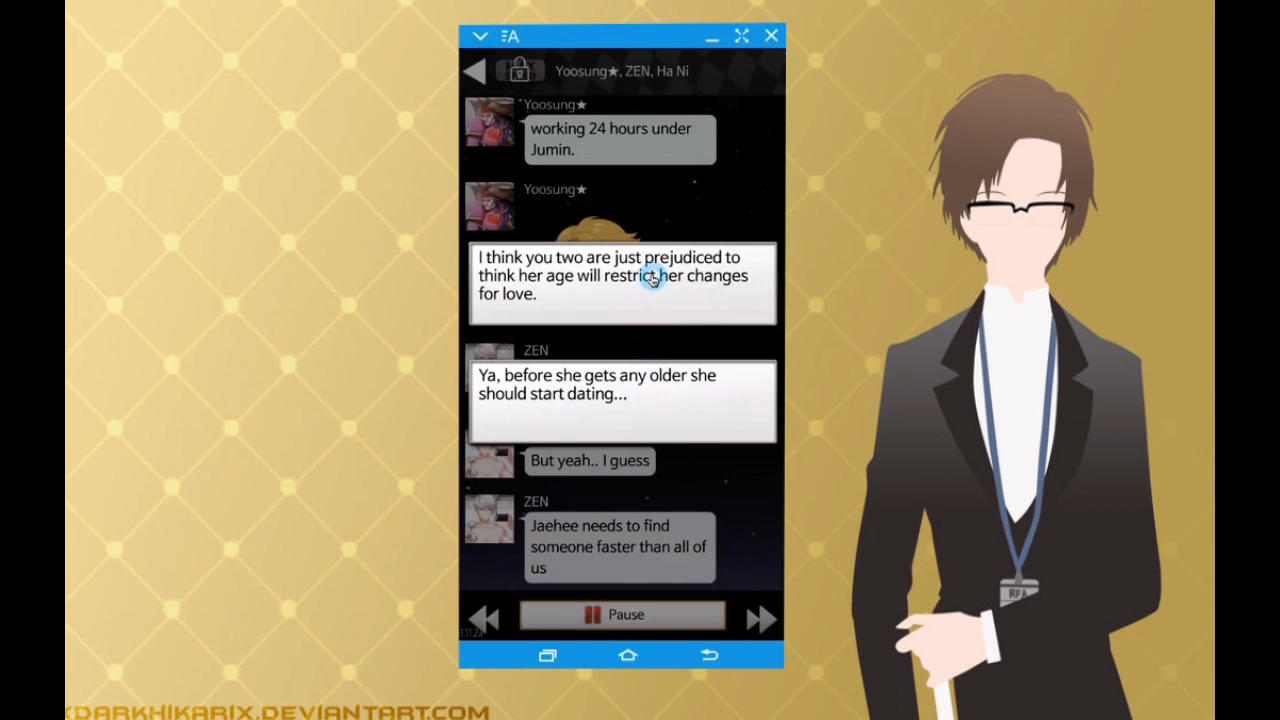 Yoosung★, ZEN, Ha Ni
Yoosung★
working 24 hours under
Jumin.
Yoosung★
I think you two are just prejudiced to
think her age will restrict her changes
for love.
ZEN
Ya, before she gets any older she
should start dating...
But yeah.. I guess
ZEN
Jaehee needs to find
someone faster than all of
us
Pause
RFA
XDARKHIKARIX.DEVIANTART.COM